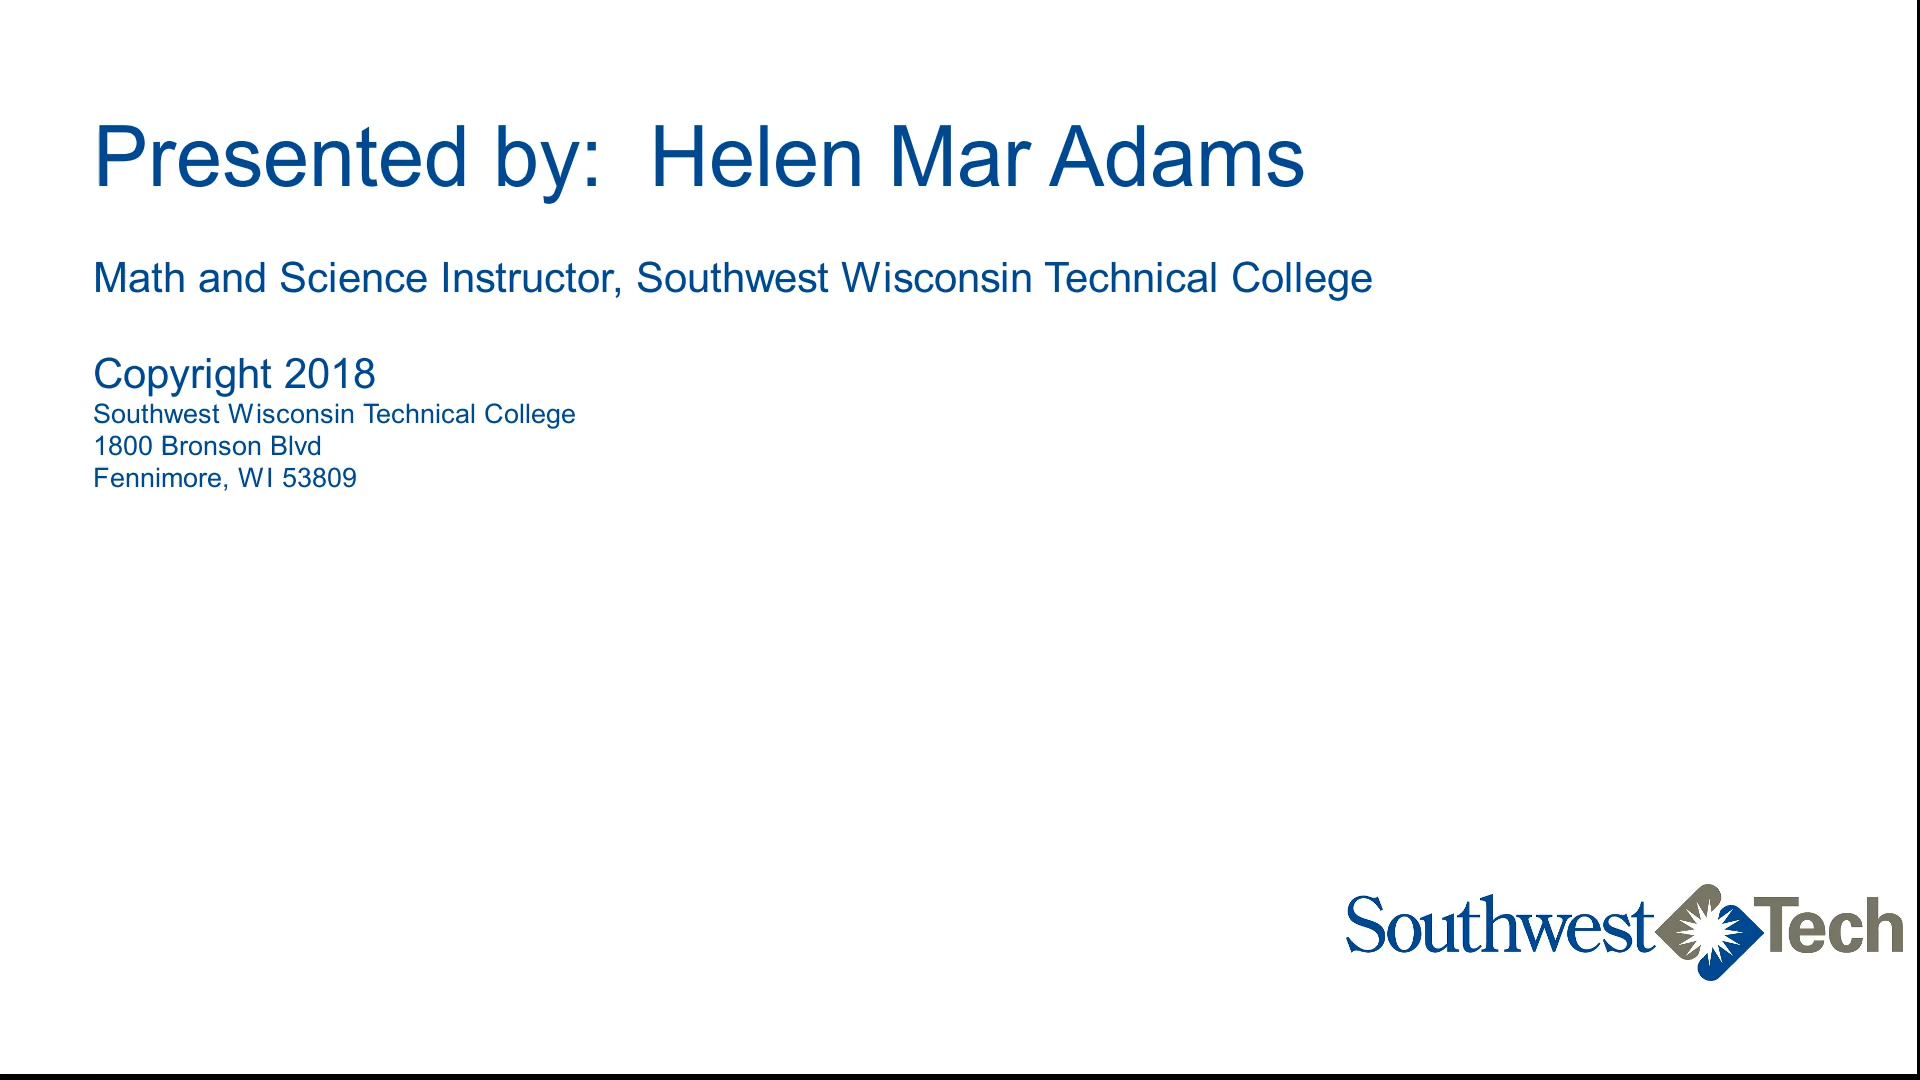 Presented by:  Helen Mar Adams
Math and Science Instructor, Southwest Wisconsin Technical College
Copyright 2018
Southwest Wisconsin Technical College
1800 Bronson Blvd
Fennimore, WI 53809
Southwest Tech